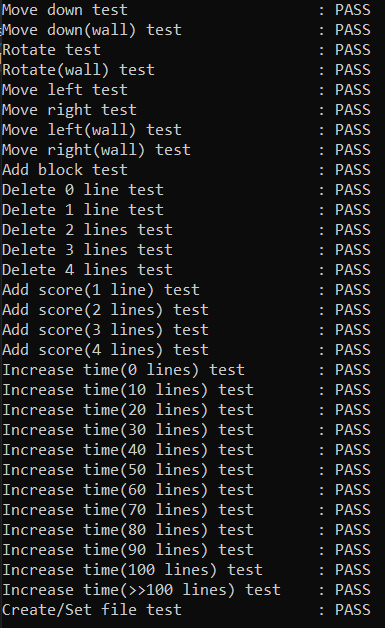 Move down test : PASS
Move down(wall) test : PASS
Rotate test : PASS
Rotate(wall) test : PASS
Move left test : PASS
Move right test : PASS
Move left(wall) test : PASS
Move right(wall) test : PASS
Add block test : PASS
Delete 0 line test : PASS
Delete 1 line test : PASS
Delete 2 lines test : PASS
Delete 3 lines test : PASS
Delete 4 lines test : PASS
Add score(1 line) test : PASS
Add score(2 lines) test : PASS
Add score(3 lines) test : PASS
Add score(4 lines) test : PASS
Increase time(0 lines) test : PASS
Increase time(10 lines) test : PASS
Increase time(20 lines) test : PASS
Increase time(30 lines) test : PASS
Increase time(40 lines) test : PASS
Increase time(50 lines) test : PASS
Increase time(60 lines) test : PASS
Increase time(70 lines) test : PASS
Increase time(80 lines) test : PASS
Increase time(90 lines) test : PASS
Increase time(100 lines) test : PASS
Increase time(>>100 lines) test : PASS
Create/Set file test : PASS